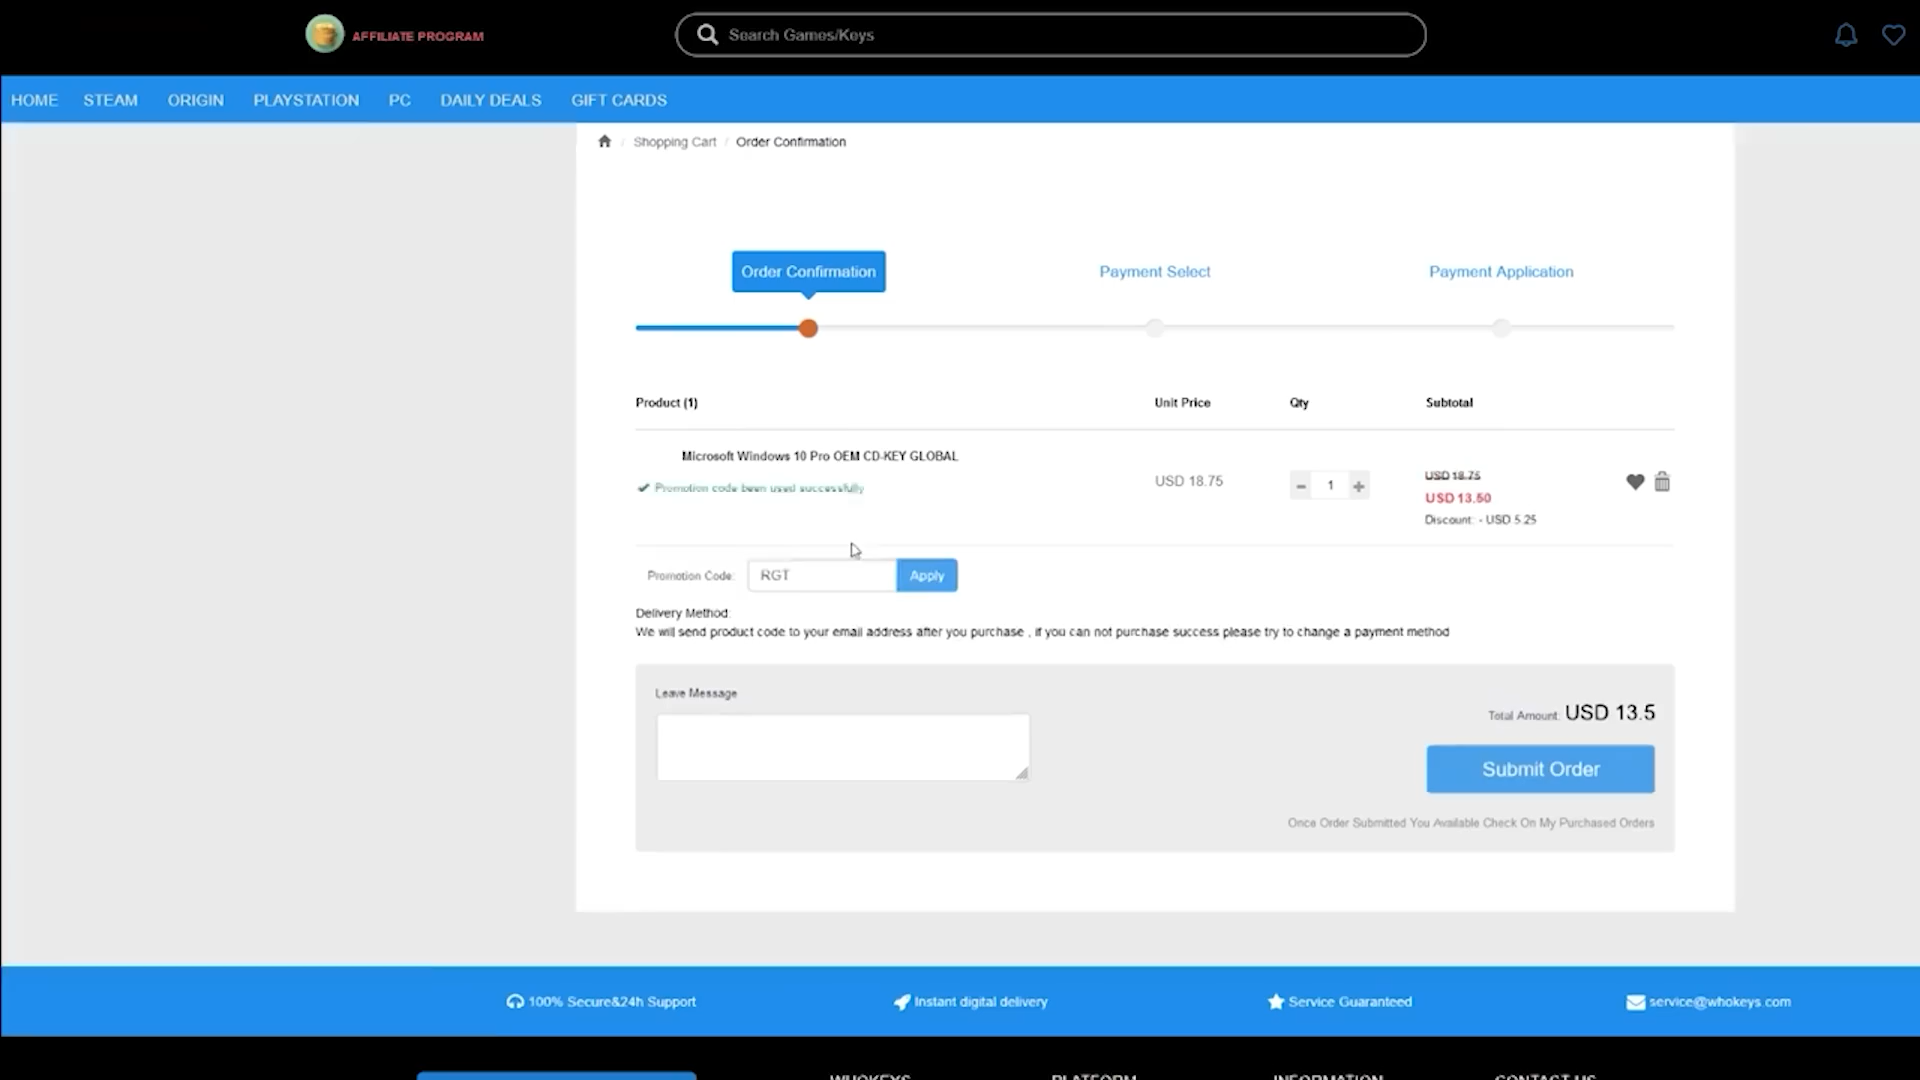 AFFILIATE PROGRAM
Search Games/Keys
HOME STEAM ORIGIN PLAYSTATION PC DAILY DEALS GIFT CARDS
/ Shopping Cart / Order Confirmation
Order Confirmation Payment Select Payment Application
Product (1) Unit Price Qty Subtotal
Microsoft Windows 10 Pro OEM CD-KEY GLOBAL
Promotion code been used successfully
USD 18.75
- 1 +
USD 18.75
USD 13.50
Discount: - USD 5.25
Promotion Code: RGT Apply
Delivery Method:
We will send product code to your email address after you purchase , if you can not purchase success please try to change a payment method
Leave Message
Total Amount: USD 13.5
Submit Order
Once Order Submitted You Available Check On My Purchased Orders
100% Secure&24h Support Instant digital delivery Service Guaranteed service@whokeys.com
WHOKEYS PLATFORM INFORMATION CONTACT US